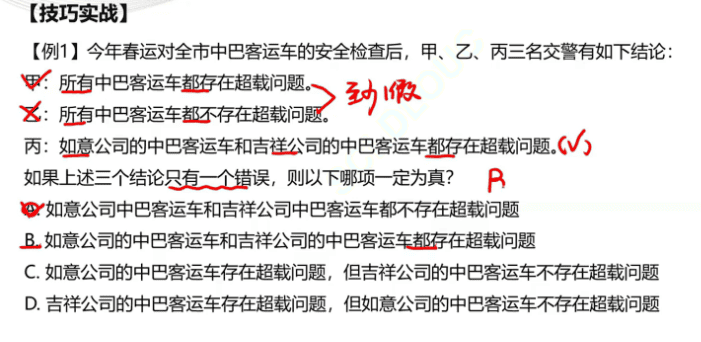 【技巧实战】
【例1】今年春运对全市中巴客运车的安全检查后，甲、乙、丙三名交警有如下结论：
甲：所有中巴客运车都存在超载问题。
乙：所有中巴客运车都不存在超载问题。
至少1假
丙：如意公司的中巴客运车和吉祥公司的中巴客运车都存在超载问题。(√)
如果上述三个结论只有一个错误，则以下哪项一定为真？ B
A. 如意公司中巴客运车和吉祥公司中巴客运车都不存在超载问题
B. 如意公司的中巴客运车和吉祥公司的中巴客运车都存在超载问题
C. 如意公司的中巴客运车存在超载问题，但吉祥公司的中巴客运车不存在超载问题
D. 吉祥公司的中巴客运车存在超载问题，但如意公司的中巴客运车不存在超载问题